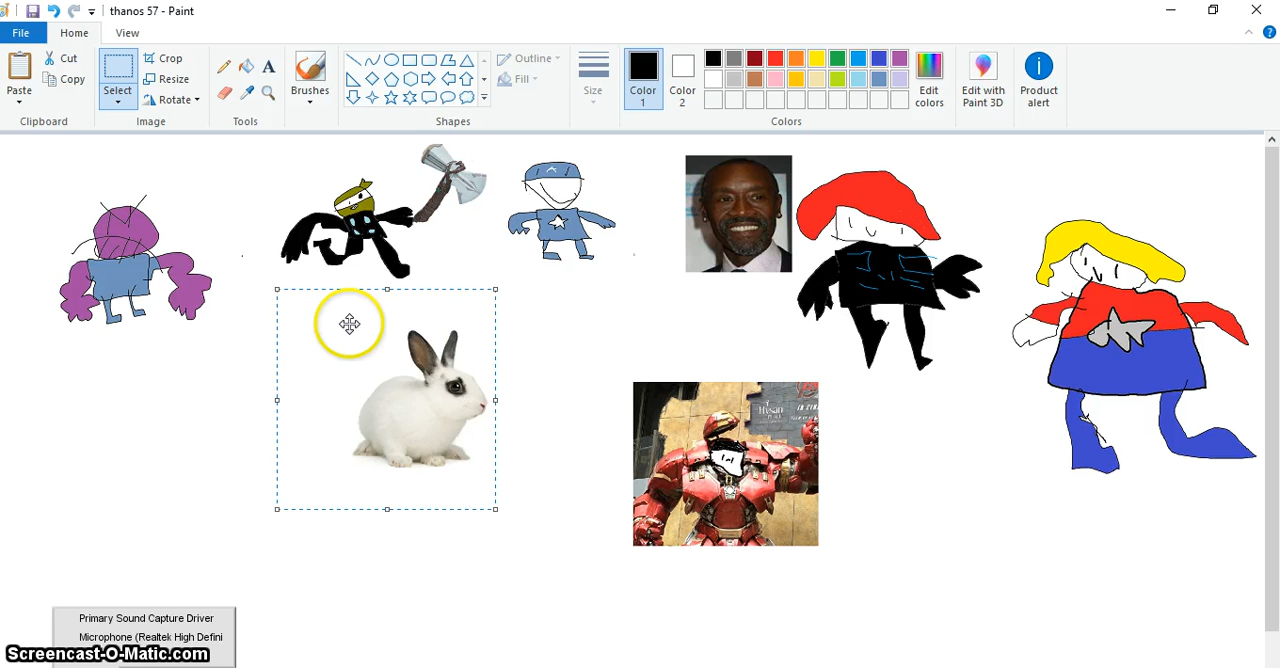 thanos 57 - Paint
File
Home
View
Paste
Cut
Copy
Clipboard
Select
Crop
Resize
Rotate
Image
A
Tools
Brushes
Shapes
Outline
Fill
Size
Color
1
Color
2
Edit
colors
Colors
Edit with
Paint 3D
Product
alert
Hysan
PLACE
Primary Sound Capture Driver
Microphone (Realtek High Defini
Screencast-O-Matic.com